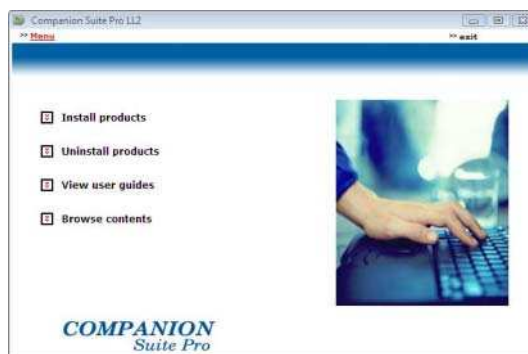 Companion Suite Pro LL2
>> Menu
>> exit
Install products
Uninstall products
View user guides
Browse contents
COMPANION
Suite Pro